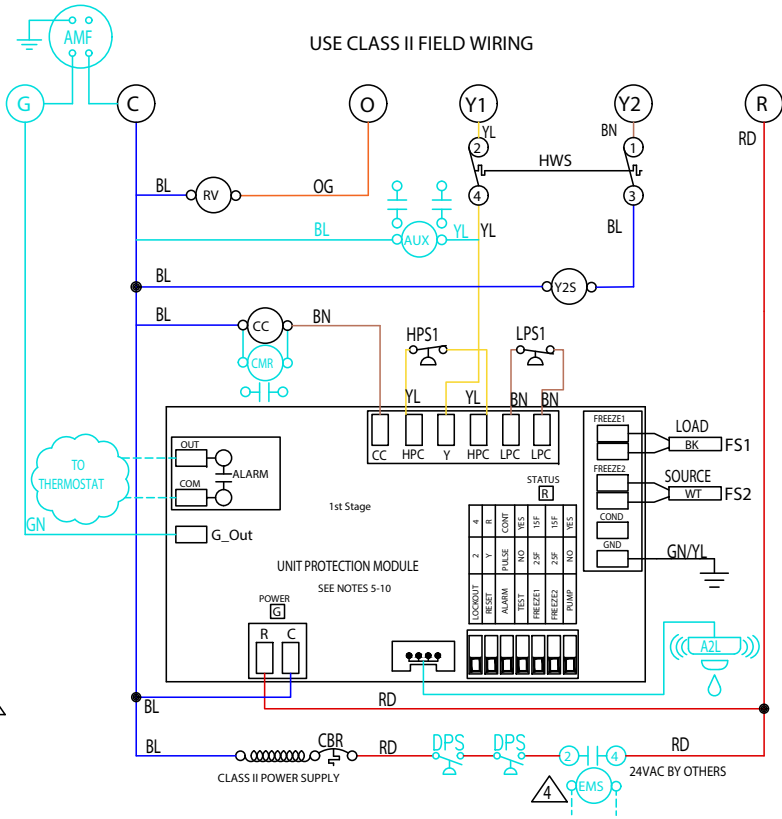 USE CLASS II FIELD WIRING
AMF
G
C
O
Y1
Y2
R
YL
BN
RD
2
1
HWS
4
3
BL
RV
OG
BL
AUX
YL
YL
BL
BL
Y2S
BL
CC
BN
CMR
HPS1
LPS1
YL
YL
BN
BN
CC
HPC
Y
HPC
LPC
LPC
OUT
COM
ALARM
TO
THERMOSTAT
GN
G_Out
1st Stage
UNIT PROTECTION MODULE
SEE NOTES 5-10
STATUS
R
FREEZE1
FREEZE2
COND
GND
LOAD
BK
FS1
SOURCE
WT
FS2
GN/YL
4
R
CONT
YES
15F
15F
YES
2
Y
PULSE
NO
25F
25F
NO
LOCKOUT
RESET
ALARM
TEST
FREEZE1
FREEZE2
PUMP
POWER
G
R
C
A2L
BL
RD
BL
CBR
RD
DPS
DPS
2
4
RD
CLASS II POWER SUPPLY
24VAC BY OTHERS
4
EMS